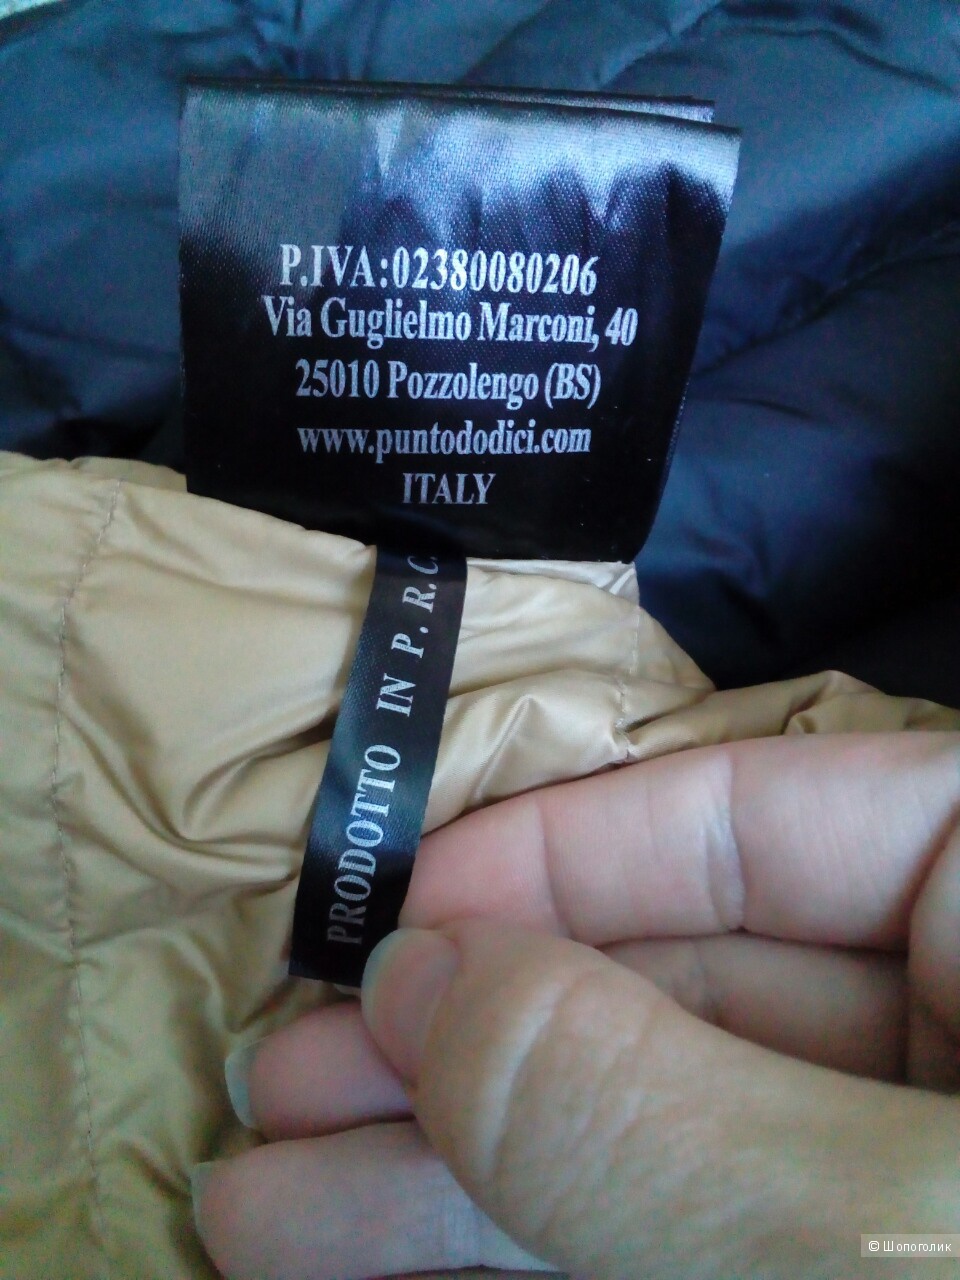 P.IVA:02380080206
Via Guglielmo Marconi, 40
25010 Pozzolengo (BS)
www.puntododici.com
ITALY
PRODOTTO IN P. R.C.
© Шопоголик